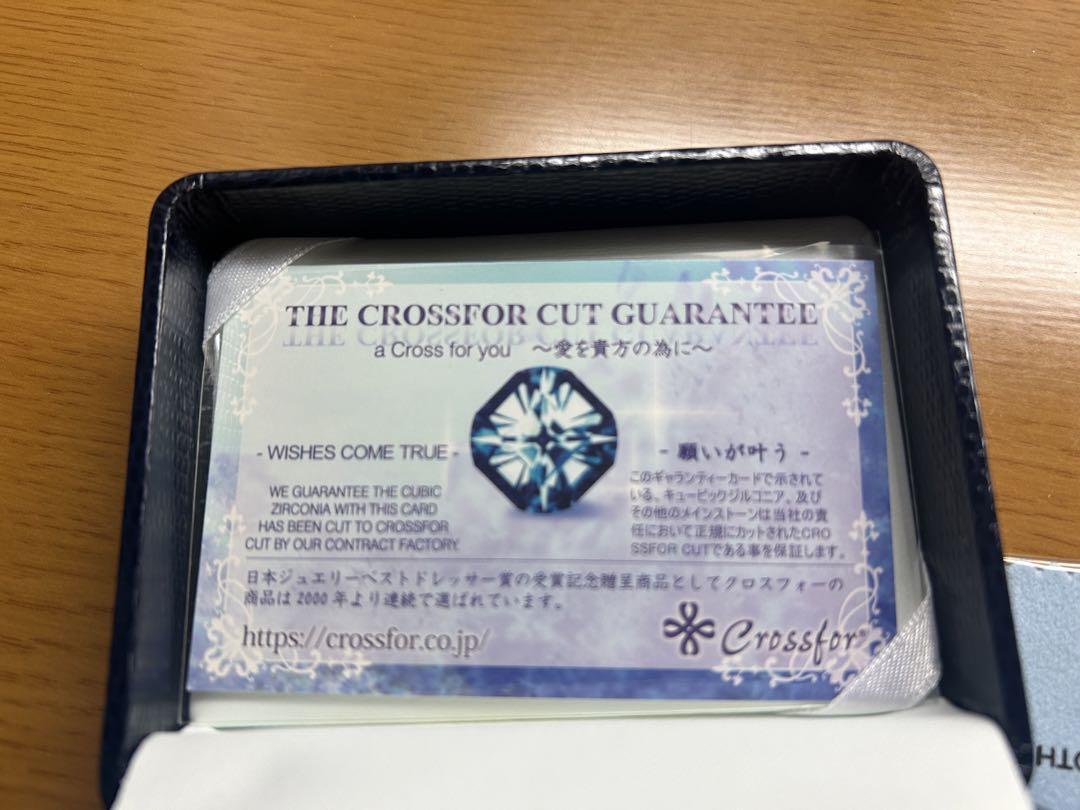 THE CROSSFOR CUT GUARANTEE
a Cross for you ～愛を貴方の為に～
- WISHES COME TRUE -
WE GUARANTEE THE CUBIC
ZIRCONIA WITH THIS CARD
HAS BEEN CUT TO CROSSFOR
CUT BY OUR CONTRACT FACTORY.
- 願いが叶う -
このギャランティーカードで示されて
いる、キュービックジルコニア、及び
その他のメインストーンは当社の責
任において正規にカットされたCRO
SSFOR CUTである事を保証します。
日本ジュエリーベストドレッサー賞の受賞記念贈呈商品としてクロスフォーの
商品は2000年より連続で選ばれています。
https://crossfor.co.jp/
Crossfor®